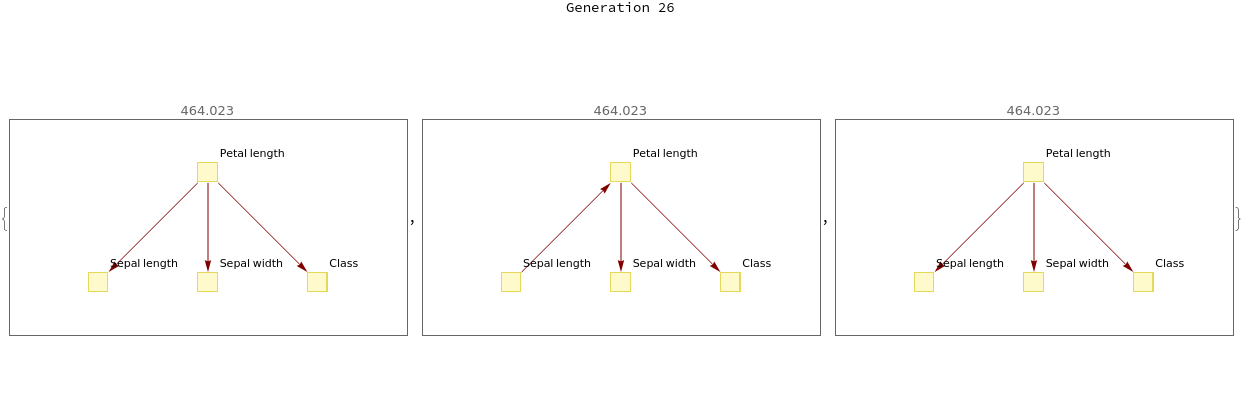 Generation 26
464.023
Petal length
Sepal length
Sepal width
Class
,
464.023
Petal length
Sepal length
Sepal width
Class
,
464.023
Petal length
Sepal length
Sepal width
Class